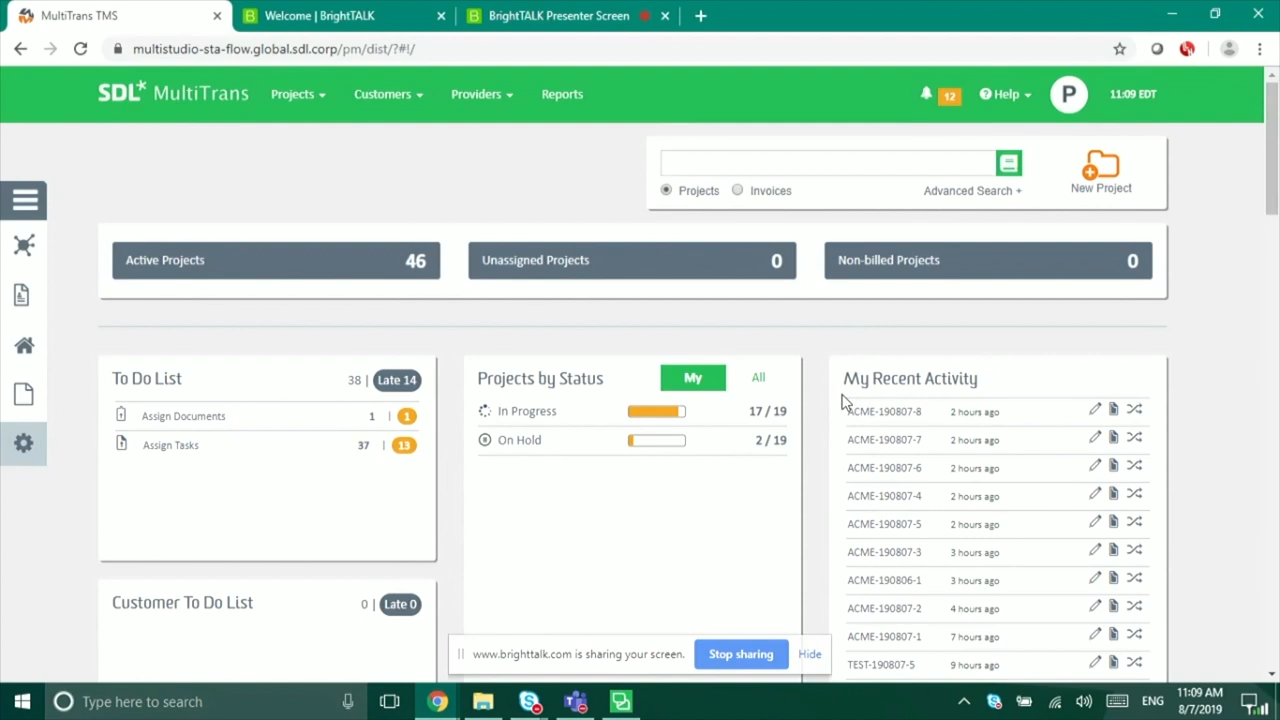 MultiTrans TMS
Welcome | BrightTALK
BrightTALK Presenter Screen
multistudio-sta-flow.global.sdl.corp/pm/dist/?#!/
SDL* MultiTrans
Projects
Customers
Providers
Reports
12
Help
P
11:09 EDT
Projects
Invoices
Advanced Search +
New Project
Active Projects 46
Unassigned Projects 0
Non-billed Projects 0
To Do List 38 | Late 14
Assign Documents 1 | 1
Assign Tasks 37 | 13
Customer To Do List 0 | Late 0
Projects by Status My All
In Progress 17 / 19
On Hold 2 / 19
My Recent Activity
ACME-190807-8 2 hours ago
ACME-190807-7 2 hours ago
ACME-190807-6 2 hours ago
ACME-190807-4 2 hours ago
ACME-190807-5 2 hours ago
ACME-190807-3 3 hours ago
ACME-190806-1 3 hours ago
ACME-190807-2 4 hours ago
ACME-190807-1 7 hours ago
TEST-190807-5 9 hours ago
www.brighttalk.com is sharing your screen. Stop sharing Hide
Type here to search
ENG
11:09 AM
8/7/2019